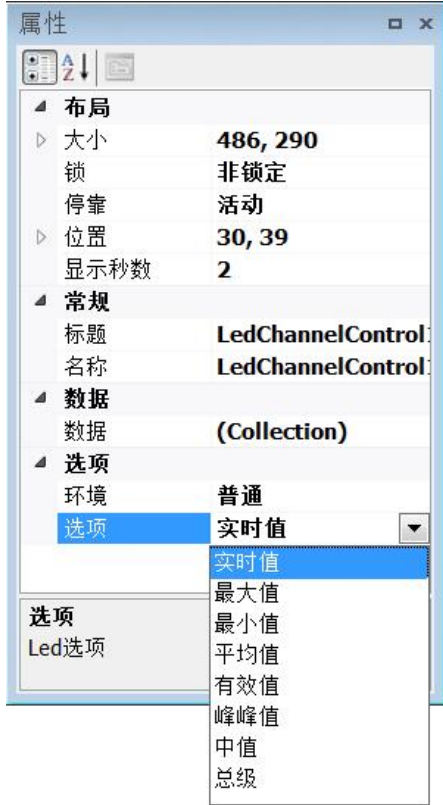 属性
布局
大小 486, 290
锁 非锁定
停靠 活动
位置 30, 39
显示秒数 2
常规
标题 LedChannelControl
名称 LedChannelControl
数据
数据 (Collection)
选项
环境 普通
选项 实时值
实时值
最大值
最小值
平均值
有效值
峰峰值
中值
总级
选项
Led选项